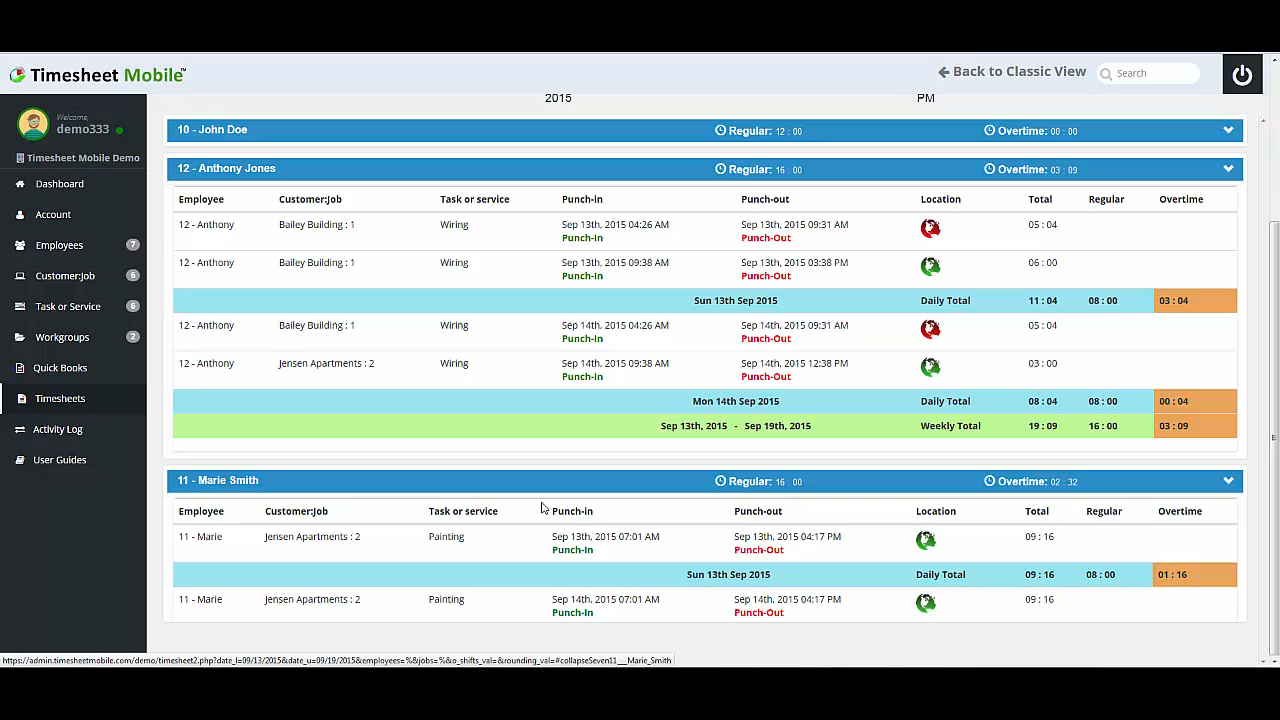 Timesheet Mobile™
Back to Classic View
Search
Welcome,
demo333
Timesheet Mobile Demo
Dashboard
Account
Employees 7
Customer:Job 6
Task or Service 6
Workgroups 2
Quick Books
Timesheets
Activity Log
User Guides
2015 PM
10 - John Doe Regular: 12 : 00 Overtime: 00 : 00
12 - Anthony Jones Regular: 16 : 00 Overtime: 03 : 09
Employee Customer:Job Task or service Punch-in Punch-out Location Total Regular Overtime
12 - Anthony Bailey Building : 1 Wiring Sep 13th, 2015 04:26 AM Sep 13th, 2015 09:31 AM 05 : 04
Punch-In Punch-Out
12 - Anthony Bailey Building : 1 Wiring Sep 13th, 2015 09:38 AM Sep 13th, 2015 03:38 PM 06 : 00
Punch-In Punch-Out
Sun 13th Sep 2015 Daily Total 11 : 04 08 : 00 03 : 04
12 - Anthony Bailey Building : 1 Wiring Sep 14th, 2015 04:26 AM Sep 14th, 2015 09:31 AM 05 : 04
Punch-In Punch-Out
12 - Anthony Jensen Apartments : 2 Wiring Sep 14th, 2015 09:38 AM Sep 14th, 2015 12:38 PM 03 : 00
Punch-In Punch-Out
Mon 14th Sep 2015 Daily Total 08 : 04 08 : 00 00 : 04
Sep 13th, 2015 - Sep 19th, 2015 Weekly Total 19 : 09 16 : 00 03 : 09
11 - Marie Smith Regular: 16 : 00 Overtime: 02 : 32
Employee Customer:Job Task or service Punch-in Punch-out Location Total Regular Overtime
11 - Marie Jensen Apartments : 2 Painting Sep 13th, 2015 07:01 AM Sep 13th, 2015 04:17 PM 09 : 16
Punch-In Punch-Out
Sun 13th Sep 2015 Daily Total 09 : 16 08 : 00 01 : 16
11 - Marie Jensen Apartments : 2 Painting Sep 14th, 2015 07:01 AM Sep 14th, 2015 04:17 PM 09 : 16
Punch-In Punch-Out
https://admin.timesheetmobile.com/demo/timesheet2.php?date_l=09/13/2015&date_u=09/19/2015&employees=%&jobs=%&o_shifts_val=&rounding_val=#collapseSeven11___Marie_Smith